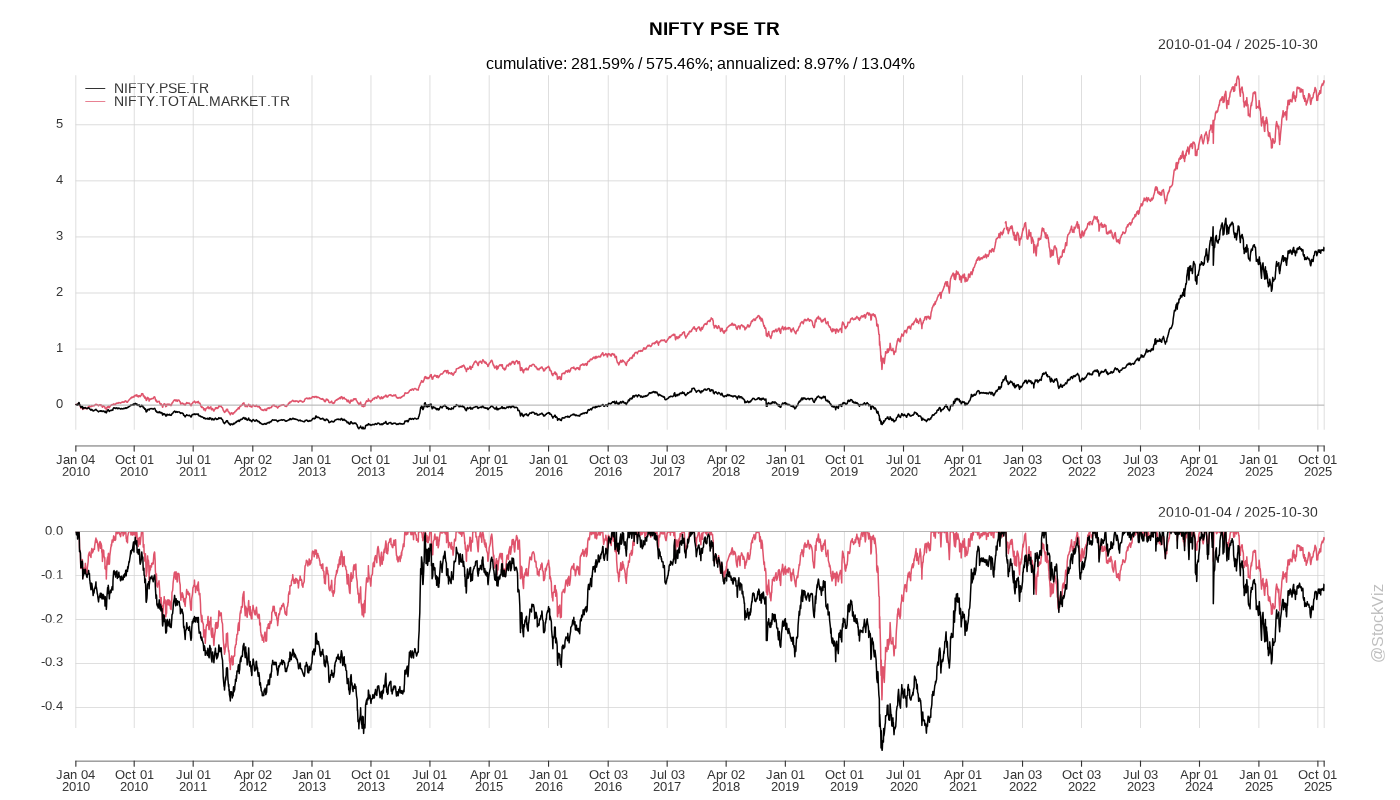 NIFTY PSE TR
2010-01-04 / 2025-10-30
cumulative: 281.59% / 575.46%; annualized: 8.97% / 13.04%
NIFTY.PSE.TR
NIFTY.TOTAL.MARKET.TR
5
4
3
2
1
0
Jan 04 Oct 01 Jul 01 Apr 02 Jan 01 Oct 01 Jul 01 Apr 01 Jan 01 Oct 03 Jul 03 Apr 02 Jan 01 Oct 01 Jul 01 Apr 01 Jan 03 Oct 03 Jul 03 Apr 01 Jan 01 Oct 01
2010 2010 2011 2012 2013 2013 2014 2015 2016 2016 2017 2018 2019 2019 2020 2021 2022 2022 2023 2024 2025 2025
2010-01-04 / 2025-10-30
0.0
-0.1
-0.2
-0.3
-0.4
Jan 04 Oct 01 Jul 01 Apr 02 Jan 01 Oct 01 Jul 01 Apr 01 Jan 01 Oct 03 Jul 03 Apr 02 Jan 01 Oct 01 Jul 01 Apr 01 Jan 03 Oct 03 Jul 03 Apr 01 Jan 01 Oct 01
2010 2010 2011 2012 2013 2013 2014 2015 2016 2016 2017 2018 2019 2019 2020 2021 2022 2022 2023 2024 2025 2025
@StockViz